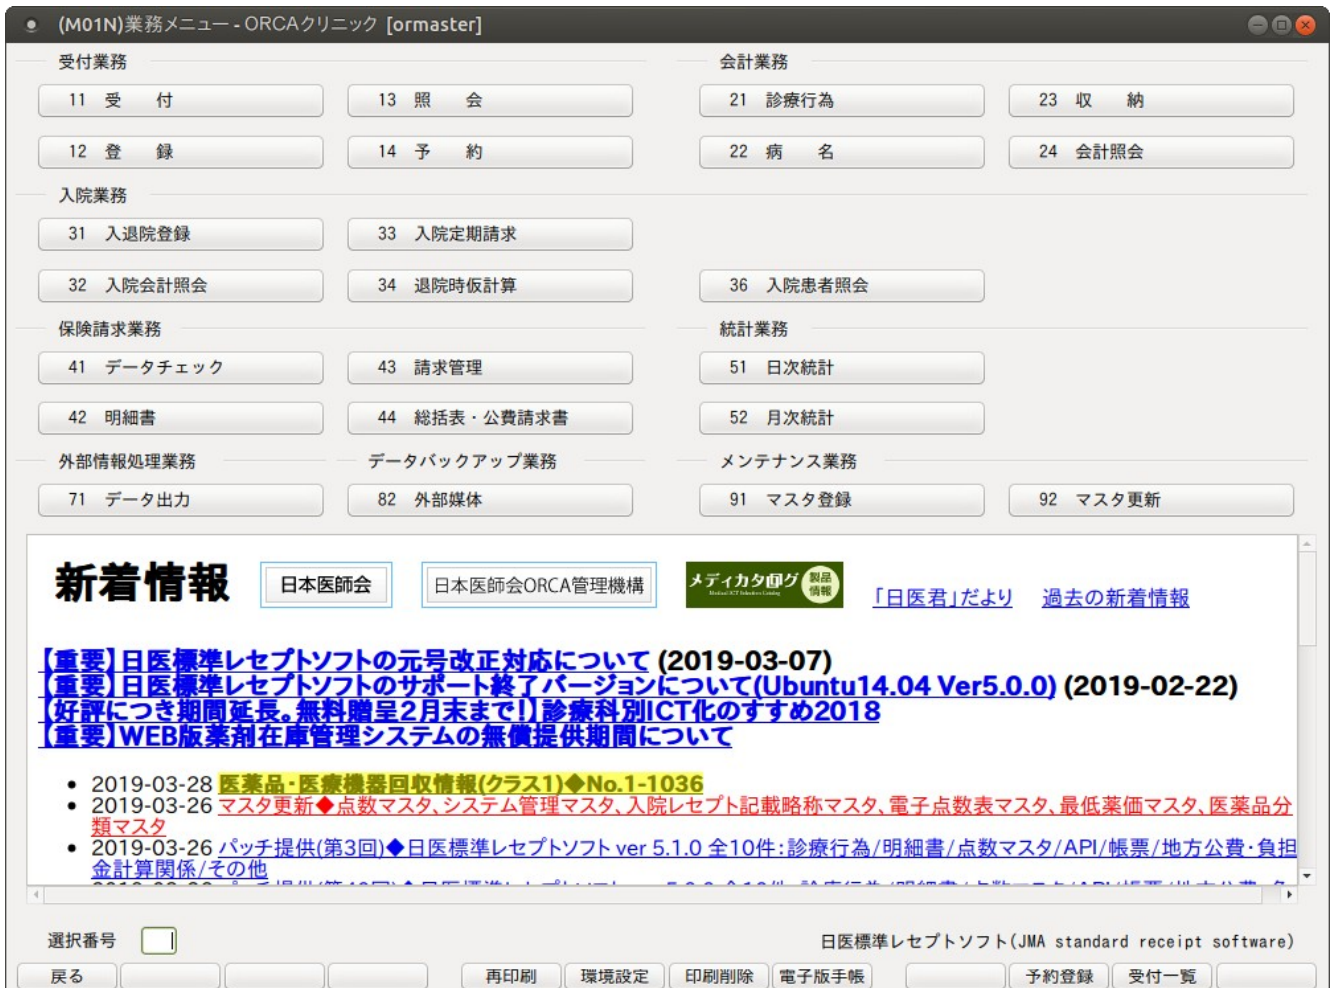 (M01N)業務メニュー - ORCAクリニック [ormaster]
受付業務
会計業務
11 受 付
13 照 会
21 診療行為
23 収 納
12 登 録
14 予 約
22 病 名
24 会計照会
入院業務
31 入退院登録
33 入院定期請求
32 入院会計照会
34 退院時仮計算
36 入院患者照会
保険請求業務
統計業務
41 データチェック
43 請求管理
51 日次統計
42 明細書
44 総括表・公費請求書
52 月次統計
外部情報処理業務
データバックアップ業務
メンテナンス業務
71 データ出力
82 外部媒体
91 マスタ登録
92 マスタ更新
新着情報
日本医師会
日本医師会ORCA管理機構
メディカタログ
製品
情報
「日医君」だより
過去の新着情報
【重要】日医標準レセプトソフトの元号改正対応について (2019-03-07)
【重要】日医標準レセプトソフトのサポート終了バージョンについて(Ubuntu14.04 Ver5.0.0) (2019-02-22)
【好評につき期間延長。無料贈呈2月末まで!】診療科別ICT化のすすめ2018
【重要】WEB版薬剤在庫管理システムの無償提供期間について
• 2019-03-28 医薬品・医療機器回収情報(クラス1)◆No.1-1036
• 2019-03-26 マスタ更新◆点数マスタ、システム管理マスタ、入院レセプト記載略称マスタ、電子点数表マスタ、最低薬価マスタ、医薬品分
類マスタ
• 2019-03-26 パッチ提供(第3回)◆日医標準レセプトソフト ver 5.1.0 全10件:診療行為/明細書/点数マスタ/API/帳票/地方公費・負担
金計算関係/その他
選択番号
日医標準レセプトソフト(JMA standard receipt software)
戻る
再印刷
環境設定
印刷削除
電子版手帳
予約登録
受付一覧